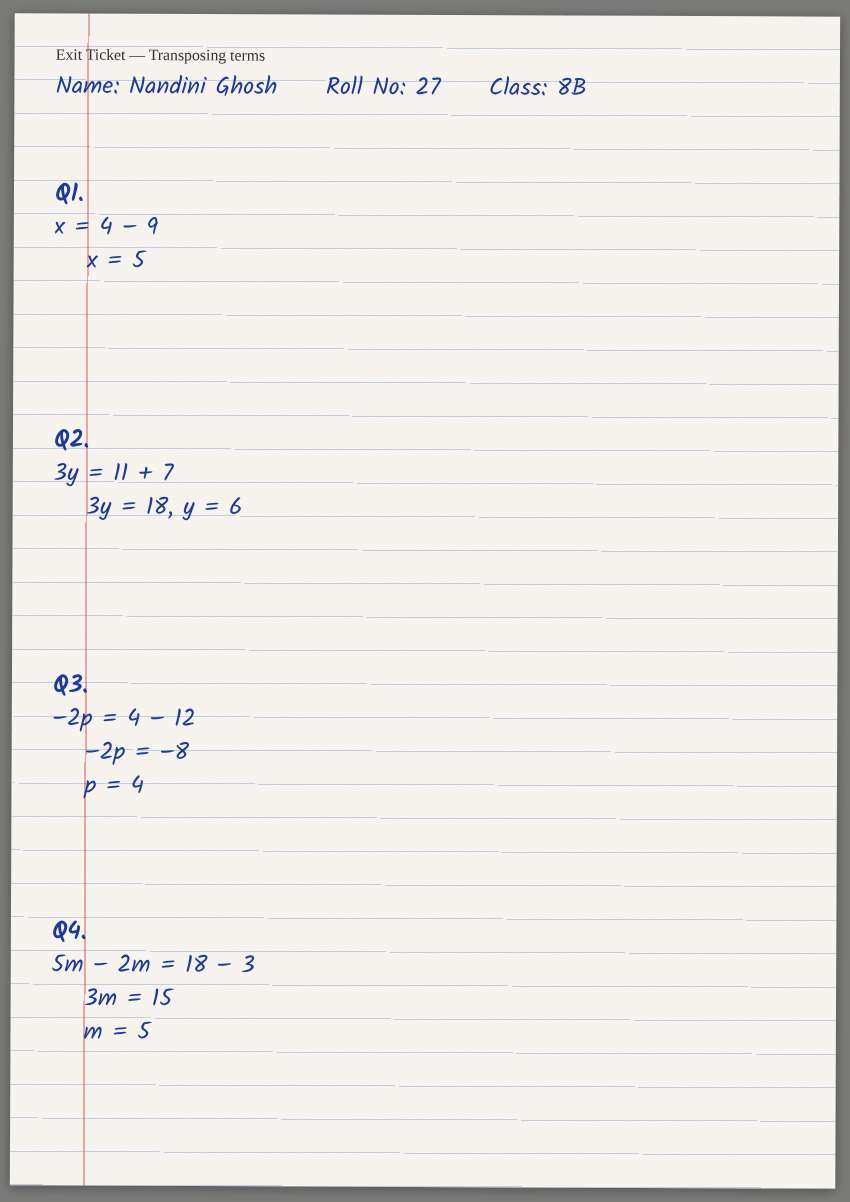 Exit Ticket — Transposing terms
Name: Nandini Ghosh Roll No: 27 Class: 8B
Q1.
x = 4 − 9
x = 5
Q2.
3y = 11 + 7
3y = 18, y = 6
Q3.
−2p = 4 − 12
−2p = −8
p = 4
Q4.
5m − 2m = 18 − 3
3m = 15
m = 5